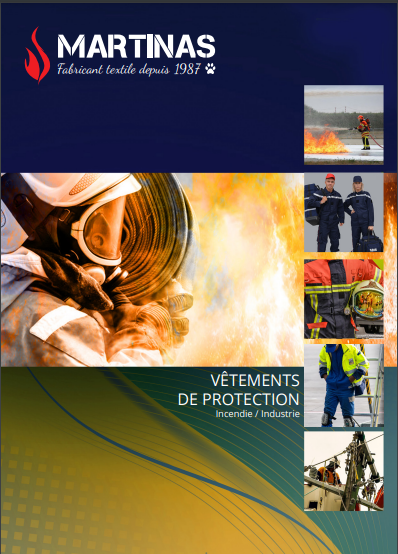 MARTINAS
Fabricant textile depuis 1987
VÊTEMENTS
DE PROTECTION
Incendie / Industrie